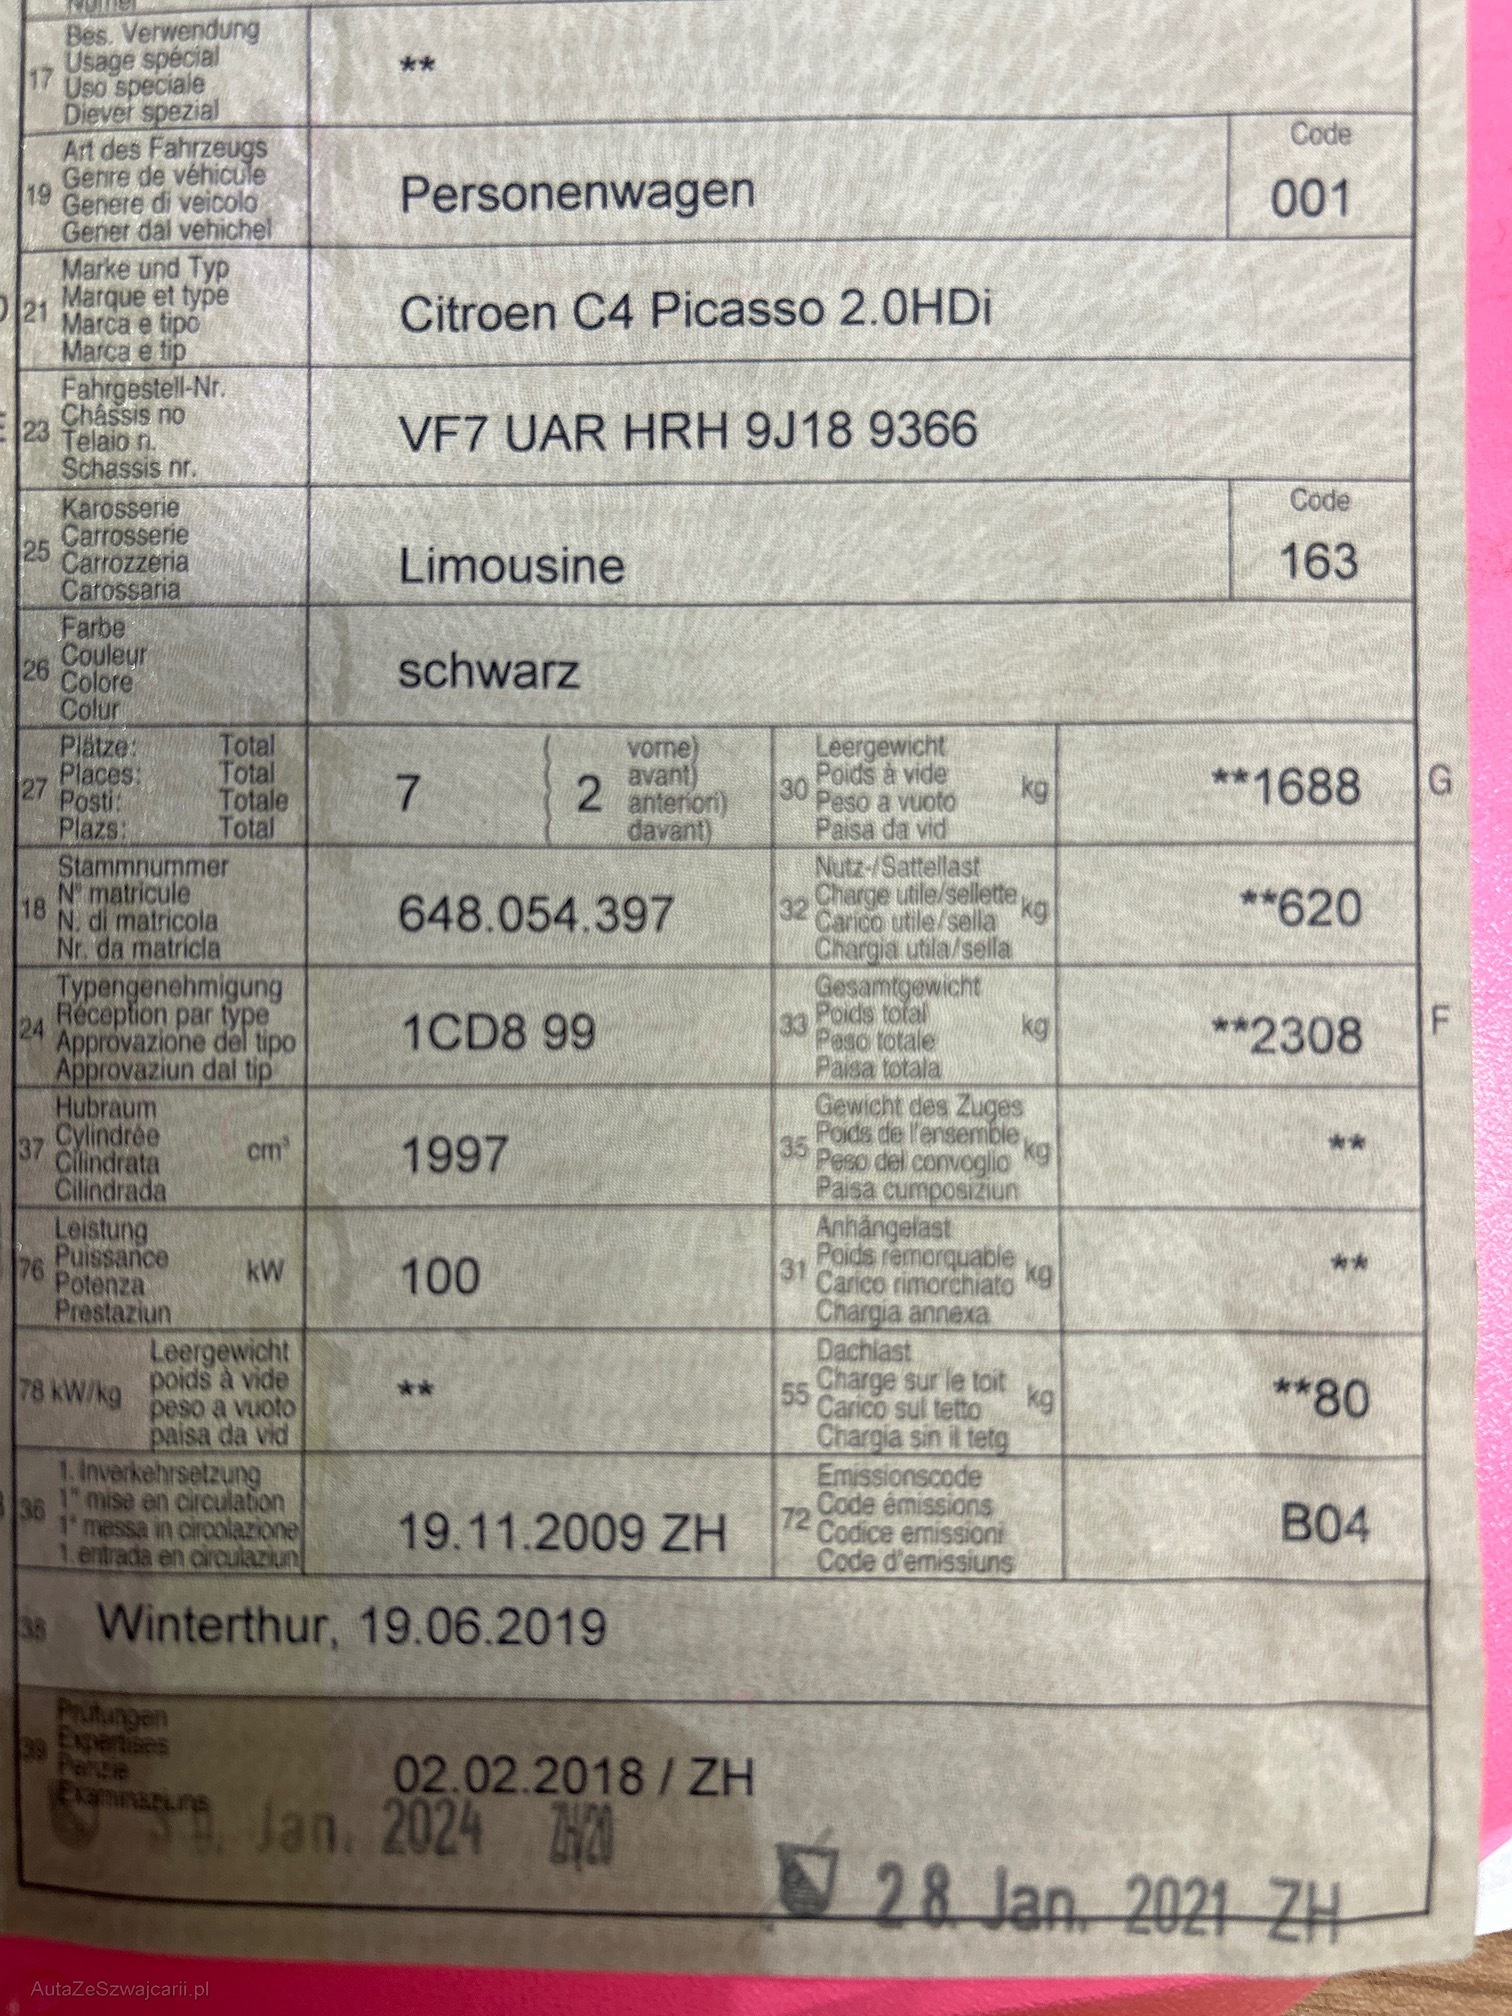 17 Bes. Verwendung
Usage spécial
Uso speciale
Diever spezial
**
19 Art des Fahrzeugs
Genre de véhicule
Genere di veicolo
Gener dal vehichel
Personenwagen
Code
001
21 Marke und Typ
Marque et type
Marca e tipo
Marca e tip
Citroen C4 Picasso 2.0HDi
23 Fahrgestell-Nr.
Châssis no
Telaio n.
Schassis nr.
VF7 UAR HRH 9J18 9366
25 Karosserie
Carrosserie
Carrozzeria
Carossaria
Limousine
Code
163
26 Farbe
Couleur
Colore
Colur
schwarz
27 Plätze: Total
Places: Total
Posti: Totale
Plazs: Total
7
2
vorne)
avant)
anteriori)
davant)
30 Leergewicht
Poids à vide
Peso a vuoto
Paisa da vid
kg
**1688
G
18 Stammnummer
N° matricule
N. di matricola
Nr. da matricla
648.054.397
32 Nutz-/Sattellast
Charge utile/sellette
Carico utile/sella
Chargia utila/sella
kg
**620
24 Typengenehmigung
Réception par type
Approvazione del tipo
Approvaziun dal tip
1CD8 99
33 Gesamtgewicht
Poids total
Peso totale
Paisa totala
kg
**2308
F
37 Hubraum
Cylindrée
Cilindrata
Cilindrada
cm³
1997
35 Gewicht des Zuges
Poids de l'ensemble
Peso del convoglio
Paisa cumposiziun
kg
**
76 Leistung
Puissance
Potenza
Prestaziun
kW
100
31 Anhängelast
Poids remorquable
Carico rimorchiato
Chargia annexa
kg
**
78 kW/kg
Leergewicht
poids à vide
peso a vuoto
paisa da vid
**
55 Dachlast
Charge sur le toit
Carico sul tetto
Chargia sin il tetg
kg
**80
36 1. Inverkehrsetzung
1re mise en circulation
1a messa in circolazione
1. entrada en circulaziun
19.11.2009 ZH
72 Emissionscode
Code émissions
Codice emissioni
Code d'emissiuns
B04
38 Winterthur, 19.06.2019
39 Prüfungen
Expertises
Perizie
Examinaziuns
02.02.2018 / ZH
Jan. 2024 ZH/20
28. Jan. 2021 ZH
AutaZeSzwajcarii.pl